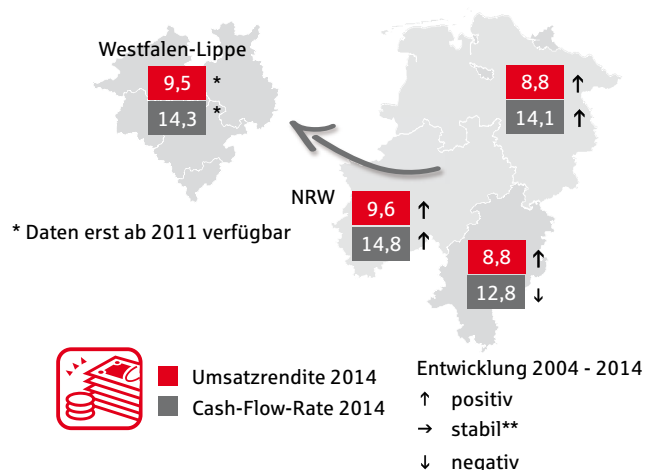 Westfalen-Lippe
9,5 *
14,3 *
8,8 ↑
14,1 ↑
NRW
9,6 ↑
14,8 ↑
* Daten erst ab 2011 verfügbar
8,8 ↑
12,8 ↓
Umsatzrendite 2014
Cash-Flow-Rate 2014
Entwicklung 2004 - 2014
↑ positiv
→ stabil**
↓ negativ